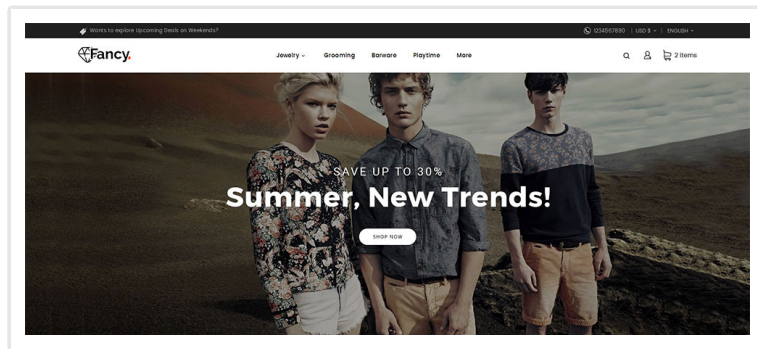 Wants to explore Upcoming Deals on Weekends?
1234567890 | USD $ | ENGLISH
Fancy.
Jewelry Grooming Barware Playtime More
2 items
SAVE UP TO 30%
Summer, New Trends!
SHOP NOW